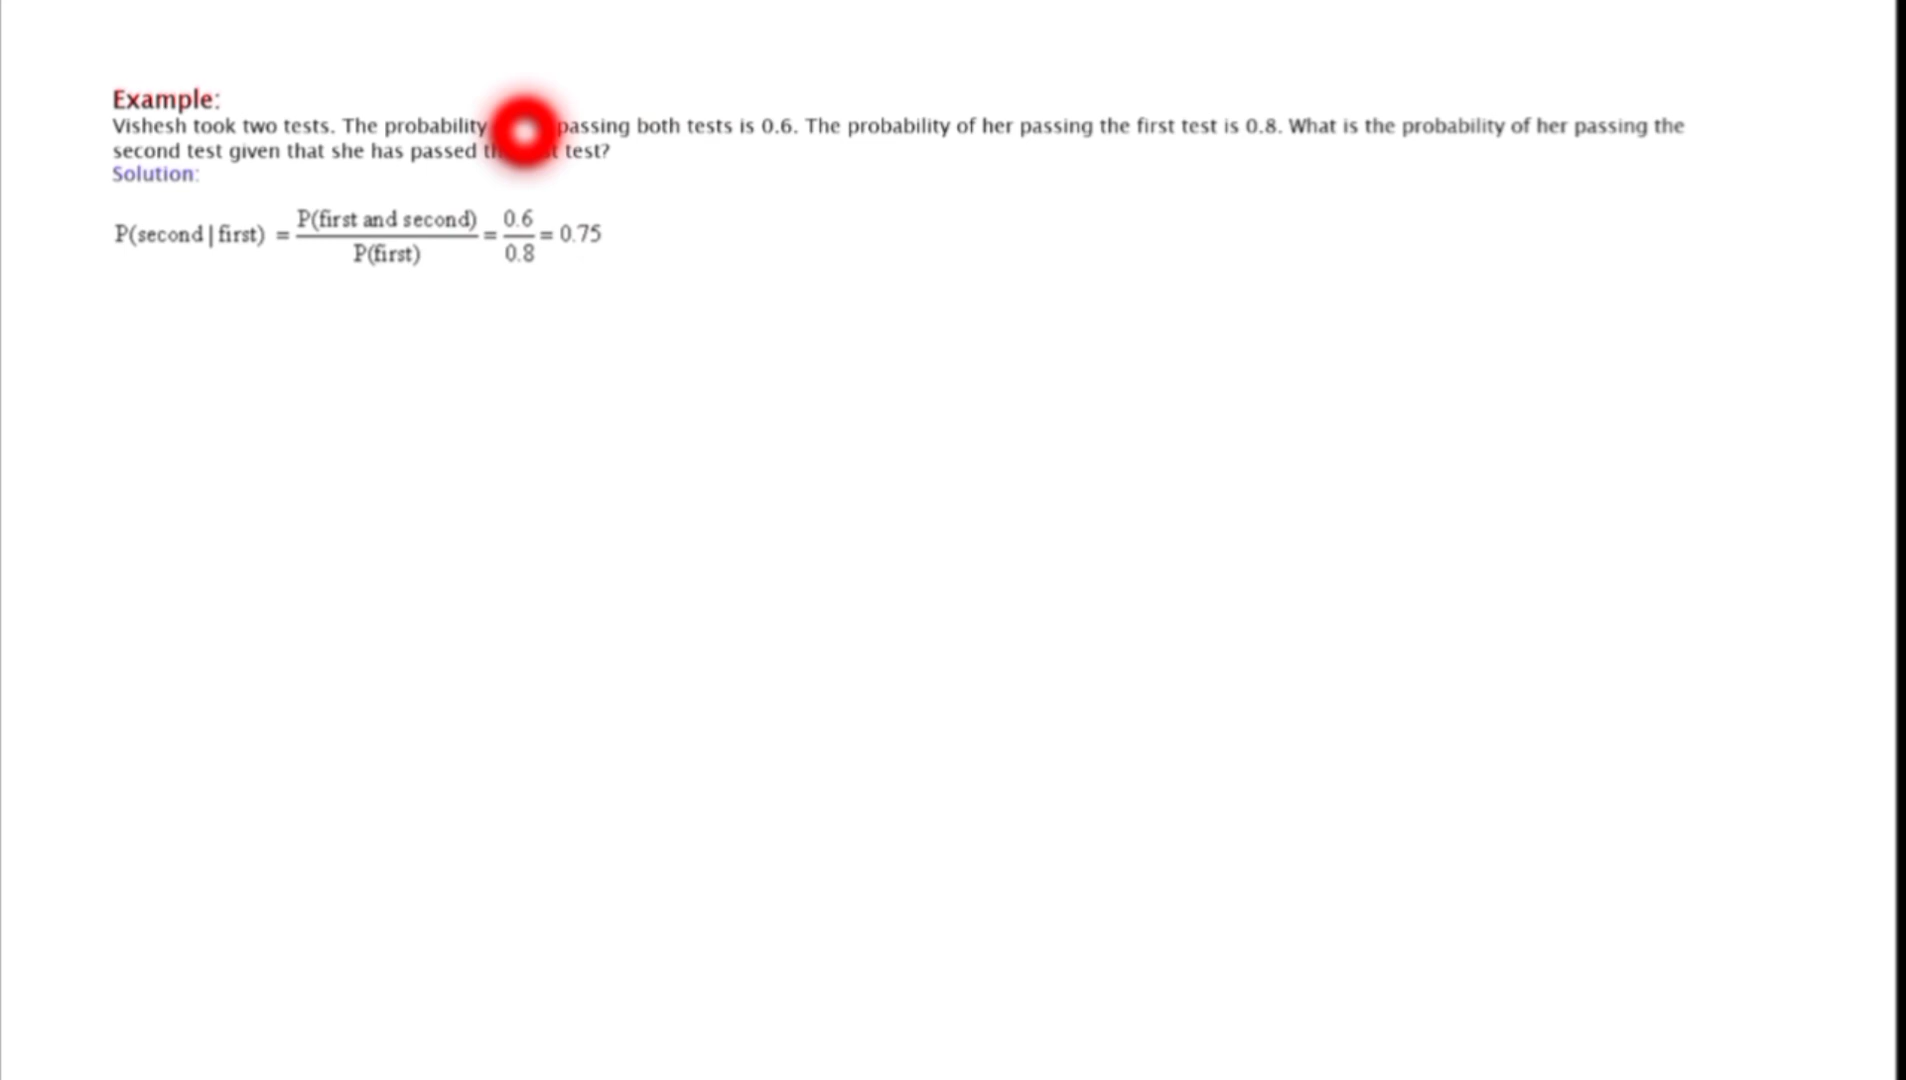 Example:
Vishesh took two tests. The probability passing both tests is 0.6. The probability of her passing the first test is 0.8. What is the probability of her passing the
second test given that she has passed test?
Solution:
P(second | first) = P(first and second) / P(first) = 0.6 / 0.8 = 0.75